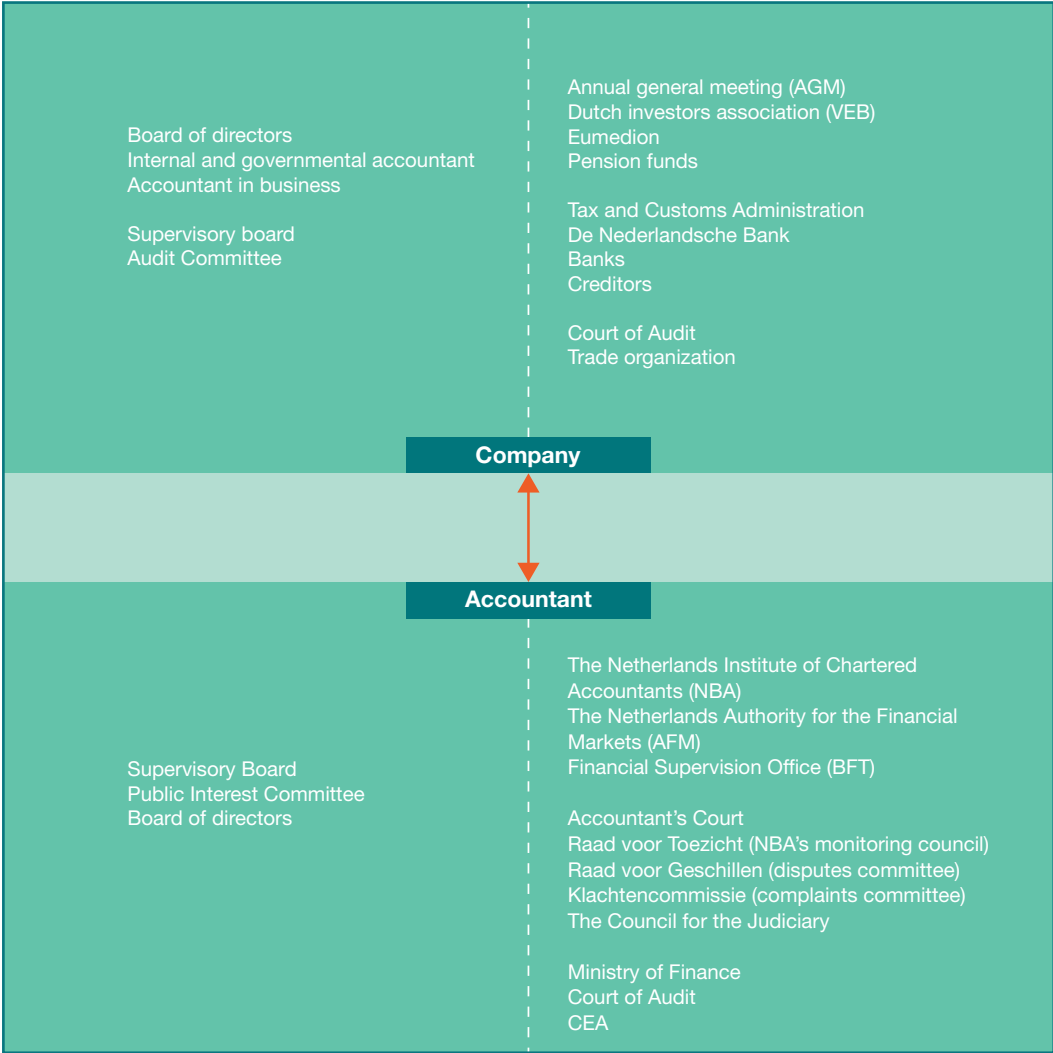 Board of directors
Internal and governmental accountant
Accountant in business
Supervisory board
Audit Committee
Annual general meeting (AGM)
Dutch investors association (VEB)
Eumedion
Pension funds
Tax and Customs Administration
De Nederlandsche Bank
Banks
Creditors
Court of Audit
Trade organization
Company
Accountant
Supervisory Board
Public Interest Committee
Board of directors
The Netherlands Institute of Chartered
Accountants (NBA)
The Netherlands Authority for the Financial
Markets (AFM)
Financial Supervision Office (BFT)
Accountant's Court
Raad voor Toezicht (NBA's monitoring council)
Raad voor Geschillen (disputes committee)
Klachtencommissie (complaints committee)
The Council for the Judiciary
Ministry of Finance
Court of Audit
CEA